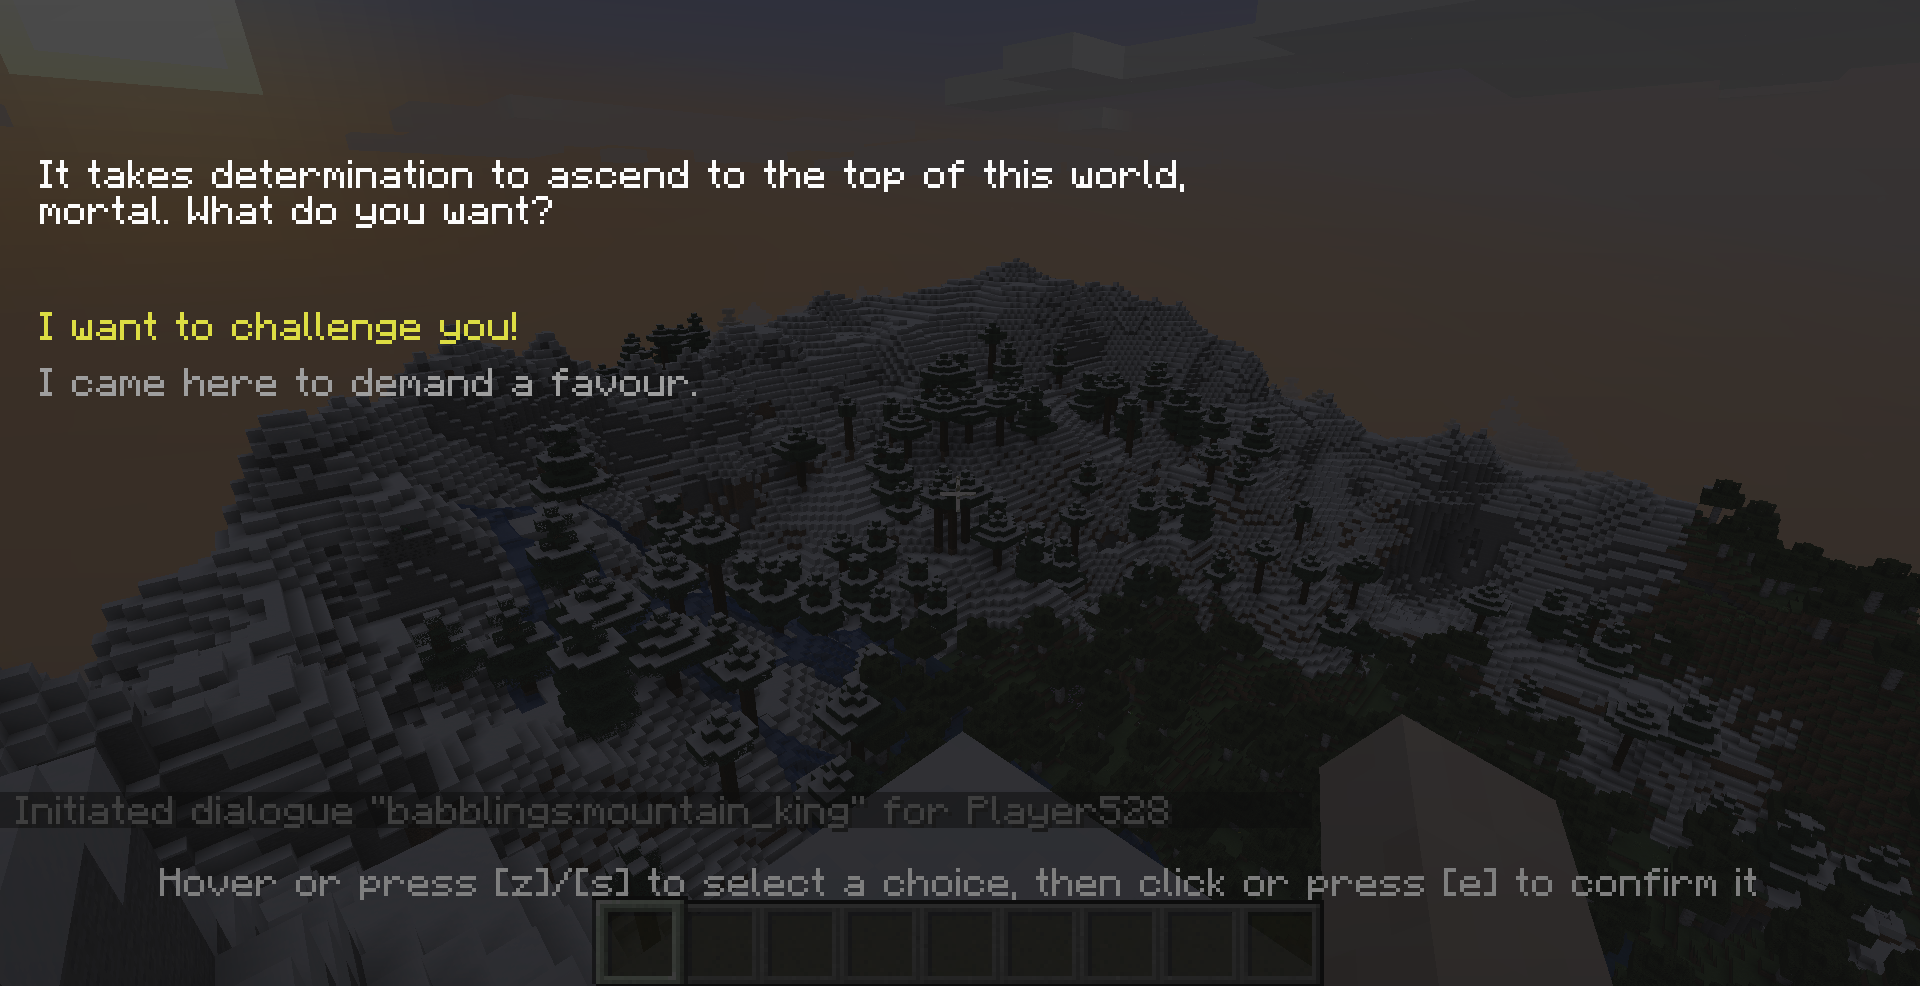 It takes determination to ascend to the top of this world,
mortal. What do you want?
I want to challenge you!
I came here to demand a favour.
Initiated dialogue "babblings:mountain_king" for Player528
Hover or press [z]/[s] to select a choice, then click or press [e] to confirm it